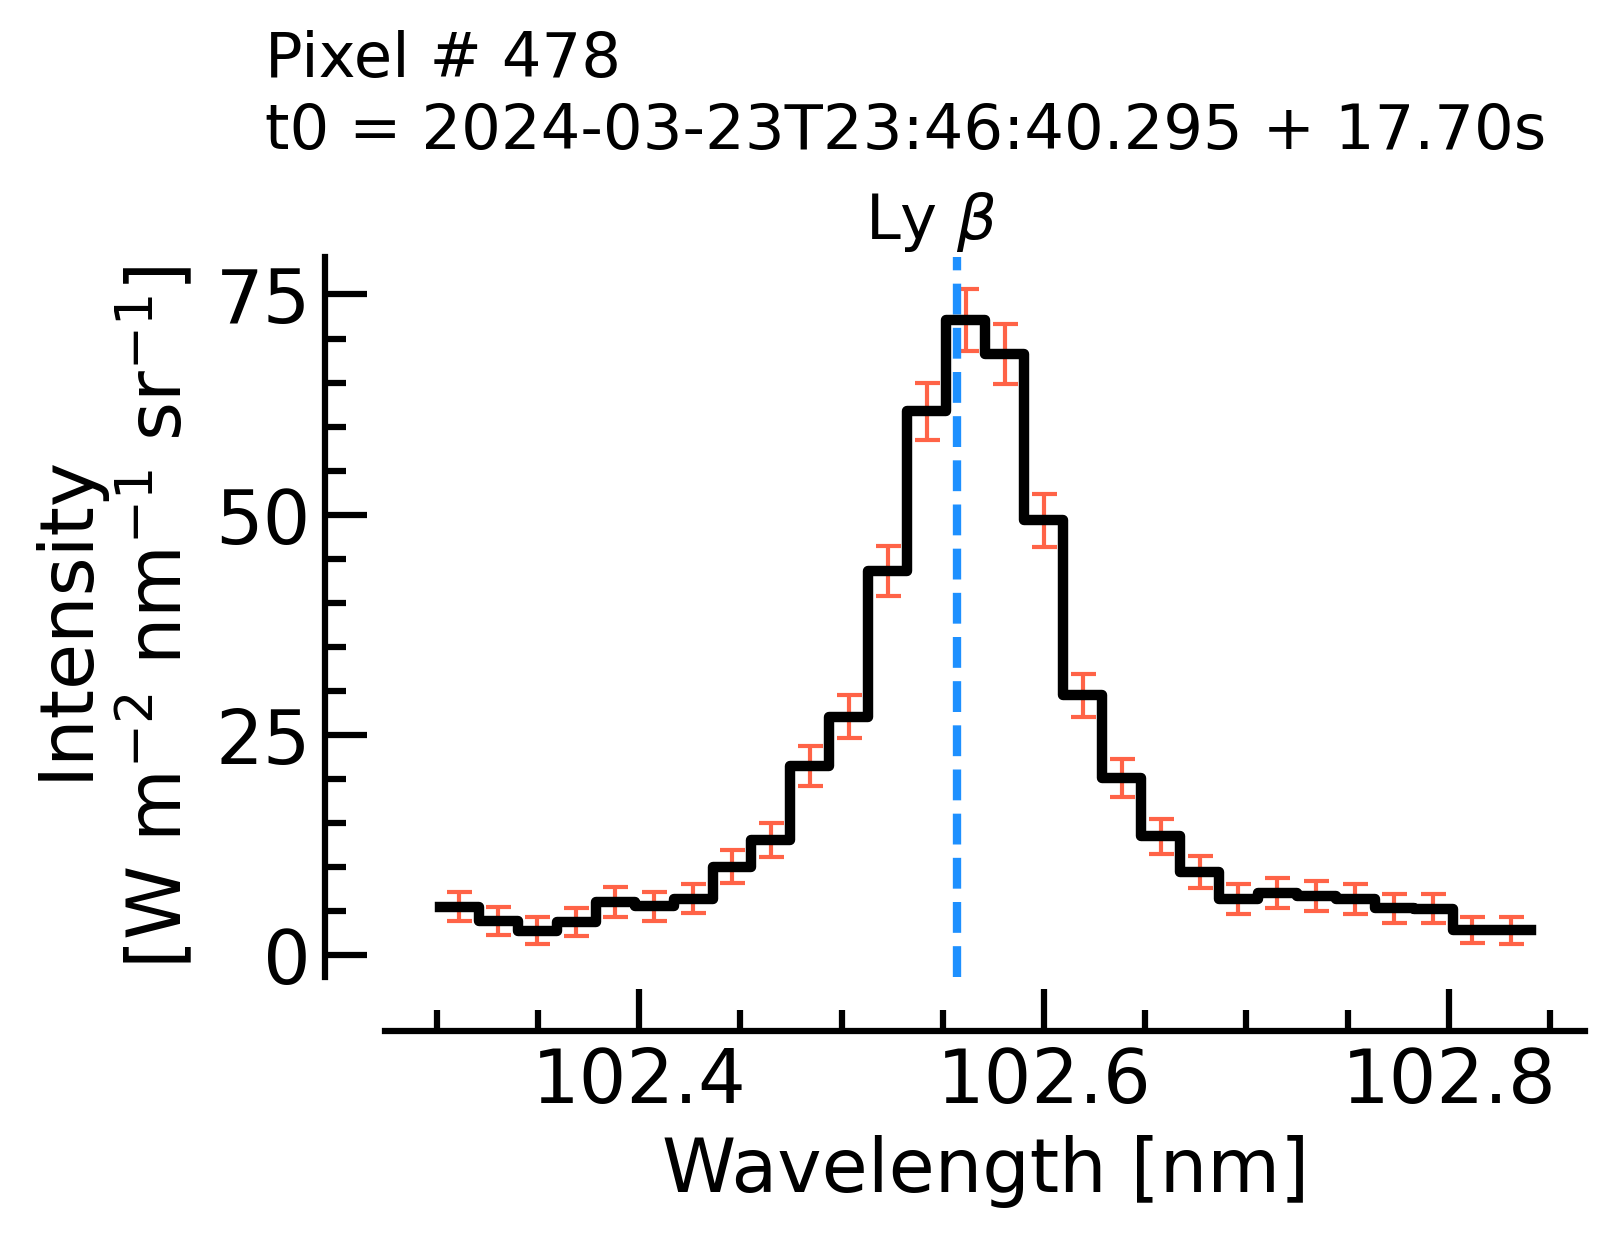 Pixel # 478
t0 = 2024-03-23T23:46:40.295 + 17.70s
Ly β
Intensity
[W m⁻² nm⁻¹ sr⁻¹]
75
50
25
0
102.4 102.6 102.8
Wavelength [nm]